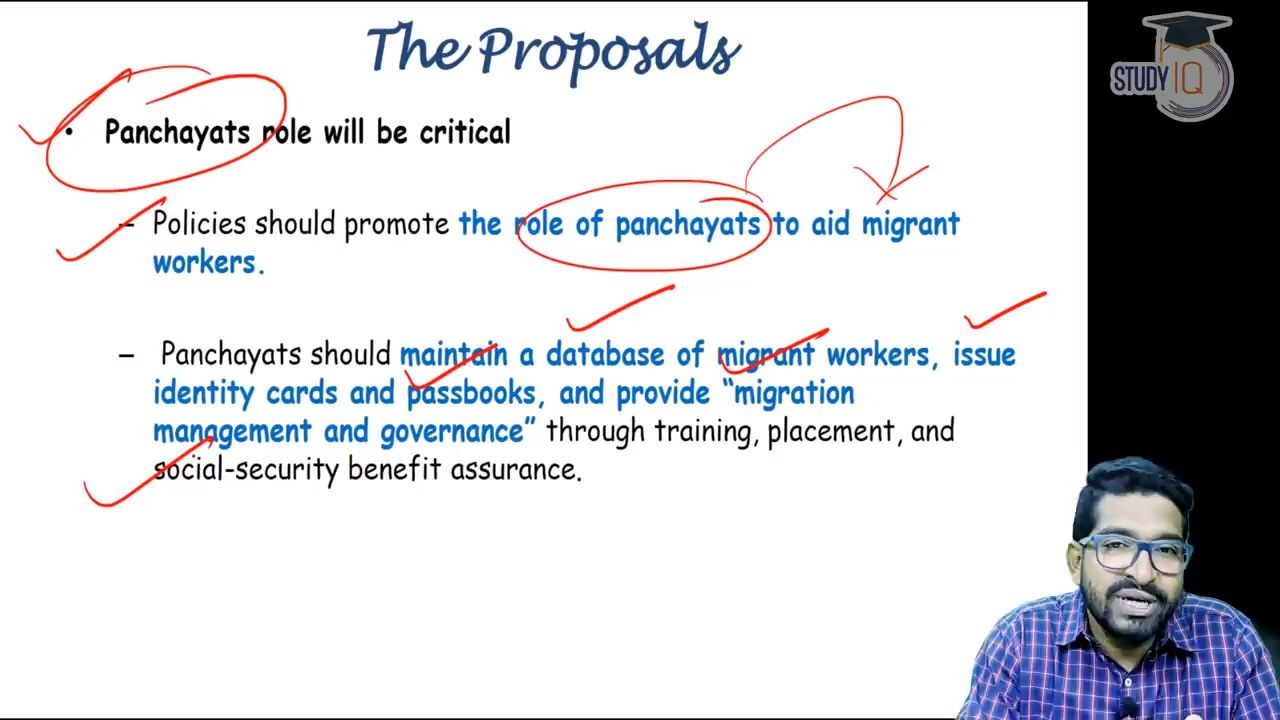 The Proposals
STUDY IQ
• Panchayats role will be critical
– Policies should promote the role of panchayats to aid migrant
workers.
– Panchayats should maintain a database of migrant workers, issue
identity cards and passbooks, and provide “migration
management and governance” through training, placement, and
social-security benefit assurance.